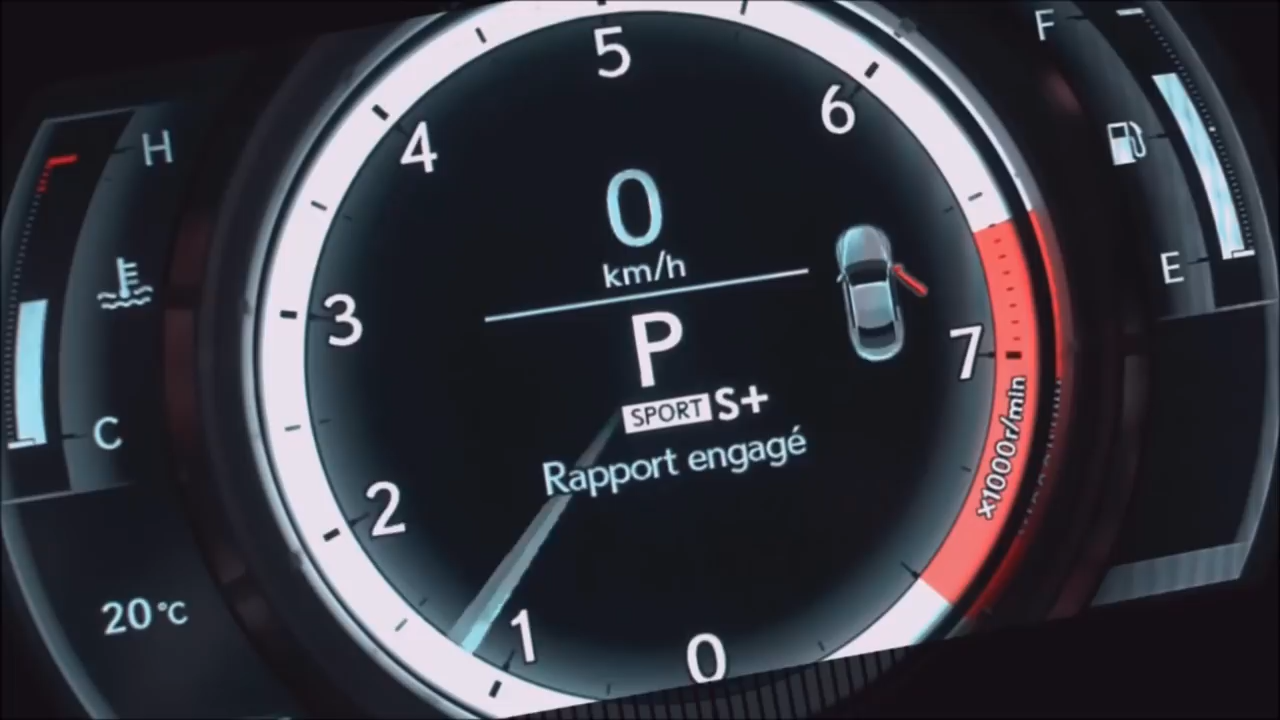 5
4
6
H
F
0
km/h
3
P
E
7
SPORT S+
C
Rapport engagé
x1000r/min
2
20°C
1
0